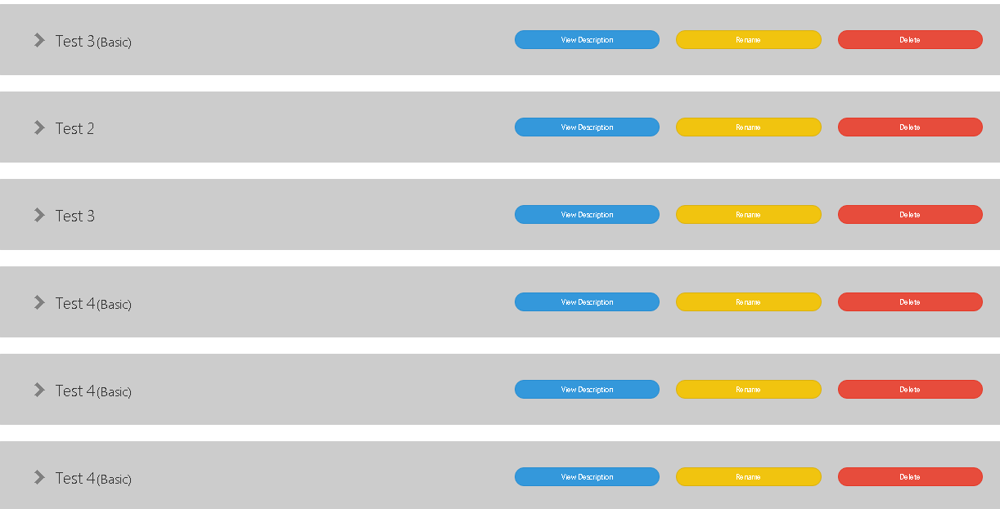 Test 3 (Basic) View Description Rename Delete
Test 2 View Description Rename Delete
Test 3 View Description Rename Delete
Test 4 (Basic) View Description Rename Delete
Test 4 (Basic) View Description Rename Delete
Test 4 (Basic) View Description Rename Delete